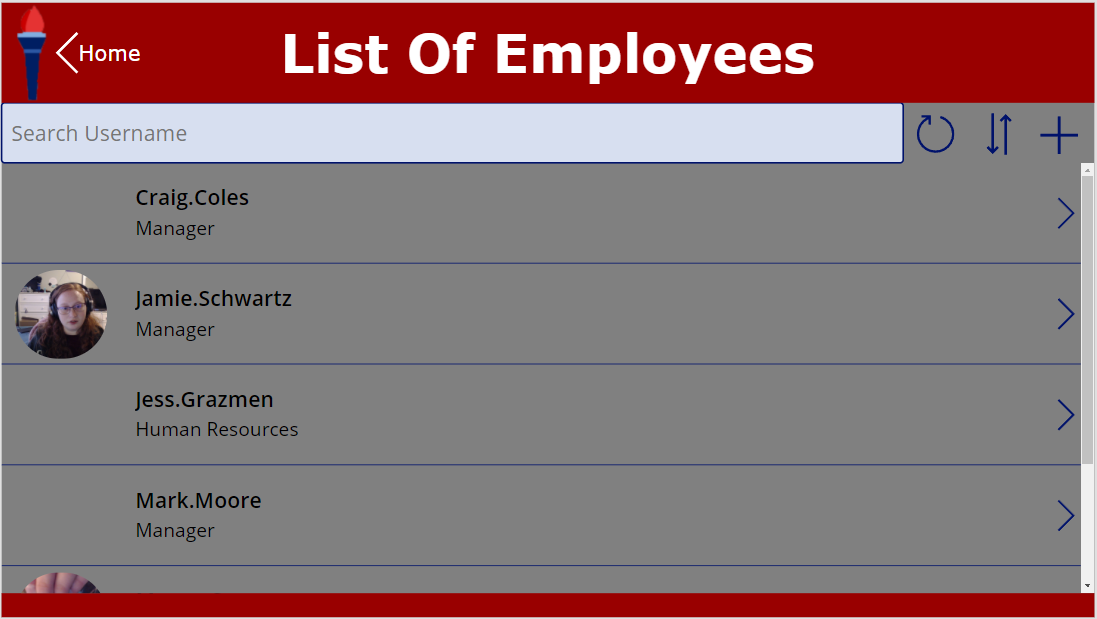 Home
List Of Employees
Search Username
Craig.Coles
Manager
Jamie.Schwartz
Manager
Jess.Grazmen
Human Resources
Mark.Moore
Manager